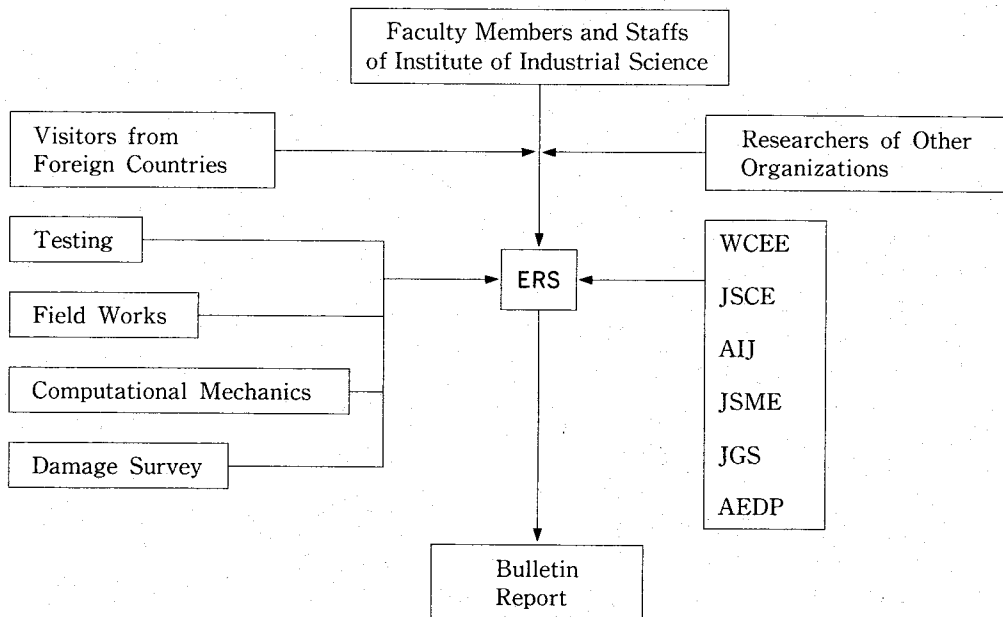 Faculty Members and Staffs
of Institute of Industrial Science
Visitors from
Foreign Countries
Researchers of Other
Organizations
Testing
Field Works
Computational Mechanics
Damage Survey
ERS
WCEE
JSCE
AIJ
JSME
JGS
AEDP
Bulletin
Report